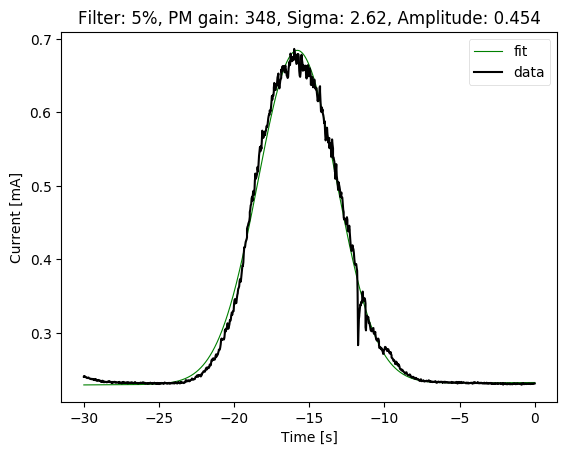 Filter: 5%, PM gain: 348, Sigma: 2.62, Amplitude: 0.454
fit
data
0.7
0.6
0.5
0.4
0.3
Current [mA]
−30
−25
−20
−15
−10
−5
0
Time [s]